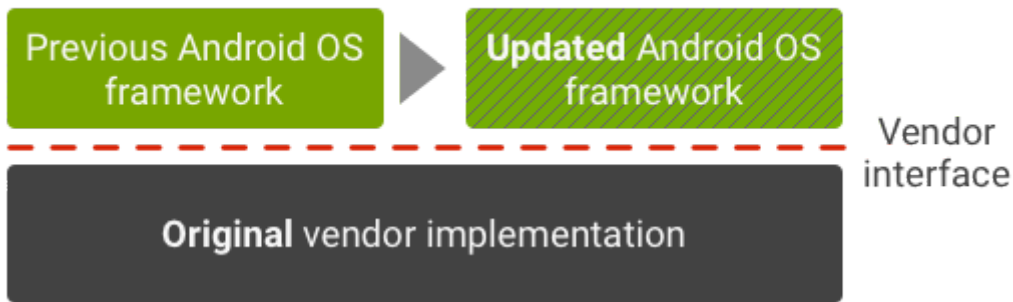 Previous Android OS
framework
Updated Android OS
framework
Vendor
interface
Original vendor implementation